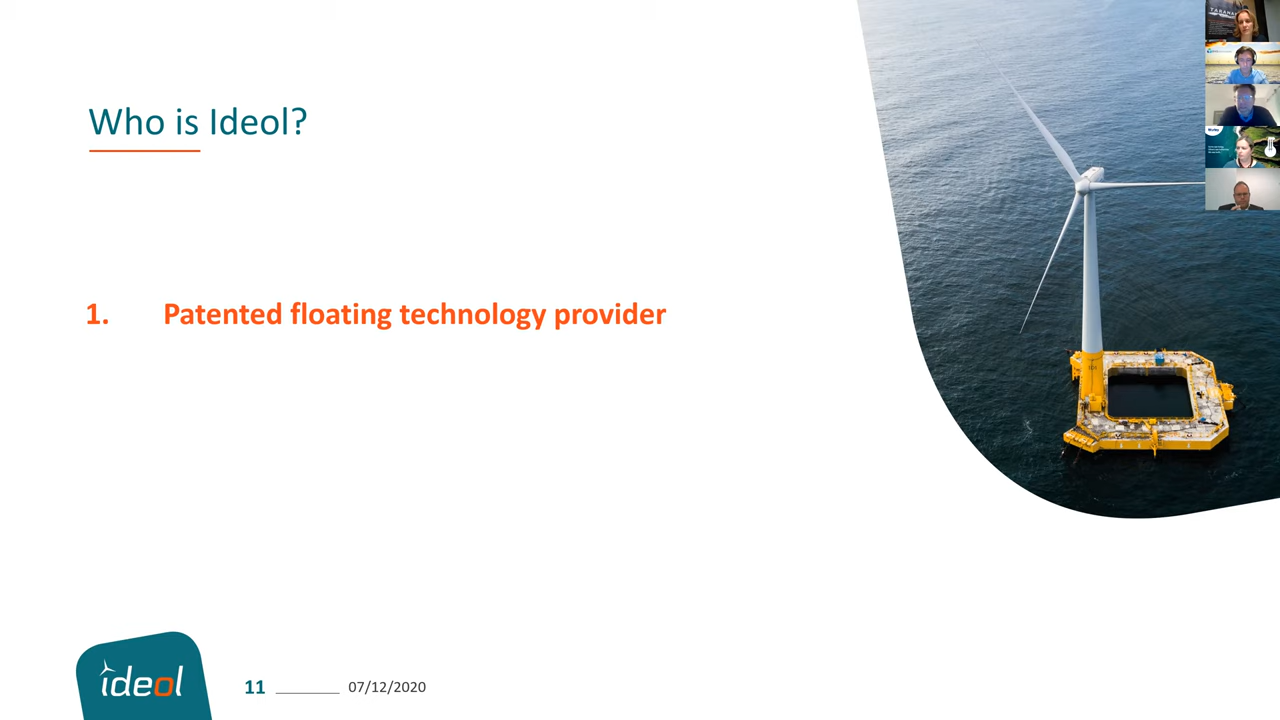 Who is Ideol?
1. Patented floating technology provider
ideol
11
07/12/2020